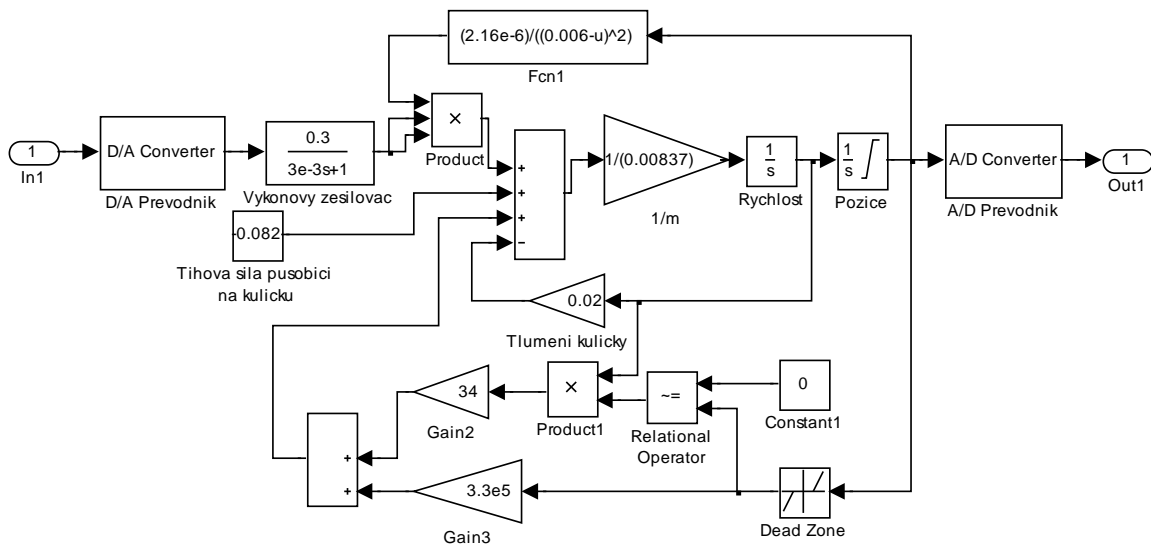 (2.16e-6)/((0.006-u)^2)
Fcn1
1
In1
D/A Converter
D/A Prevodnik
0.3
3e-3s+1
Vykonovy zesilovac
×
Product
-0.082
Tihova sila pusobici
na kulicku
+
+
+
−
1/(0.00837)
1/m
1
s
Rychlost
1
s
Pozice
A/D Converter
A/D Prevodnik
1
Out1
0.02
Tlumeni kulicky
34
Gain2
×
Product1
~=
Relational
Operator
0
Constant1
+
+
3.3e5
Gain3
Dead Zone